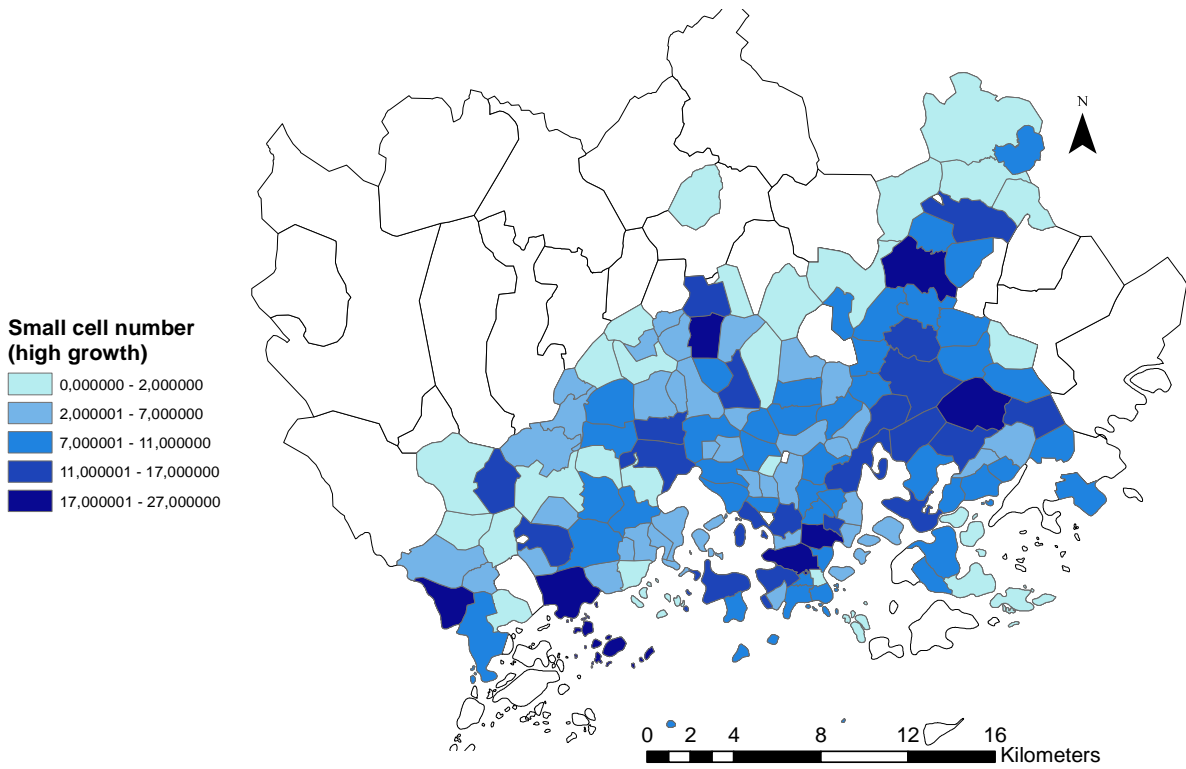 N
Small cell number
(high growth)
0,000000 - 2,000000
2,000001 - 7,000000
7,000001 - 11,000000
11,000001 - 17,000000
17,000001 - 27,000000
0 2 4 8 12 16
Kilometers